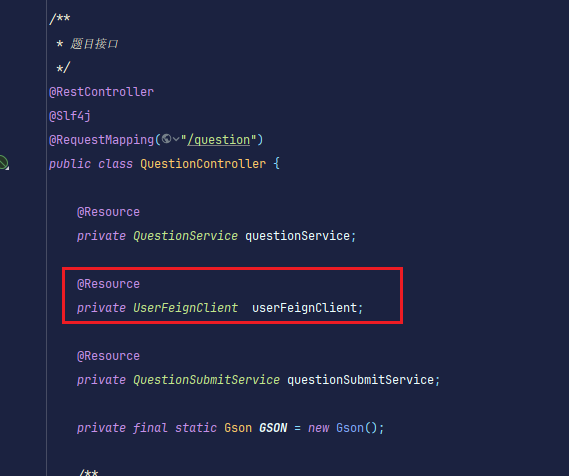 /**
* 题目接口
*/
@RestController
@Slf4j
@RequestMapping("/question")
public class QuestionController {
@Resource
private QuestionService questionService;
@Resource
private UserFeignClient  userFeignClient;
@Resource
private QuestionSubmitService questionSubmitService;
private final static Gson GSON = new Gson();
/**